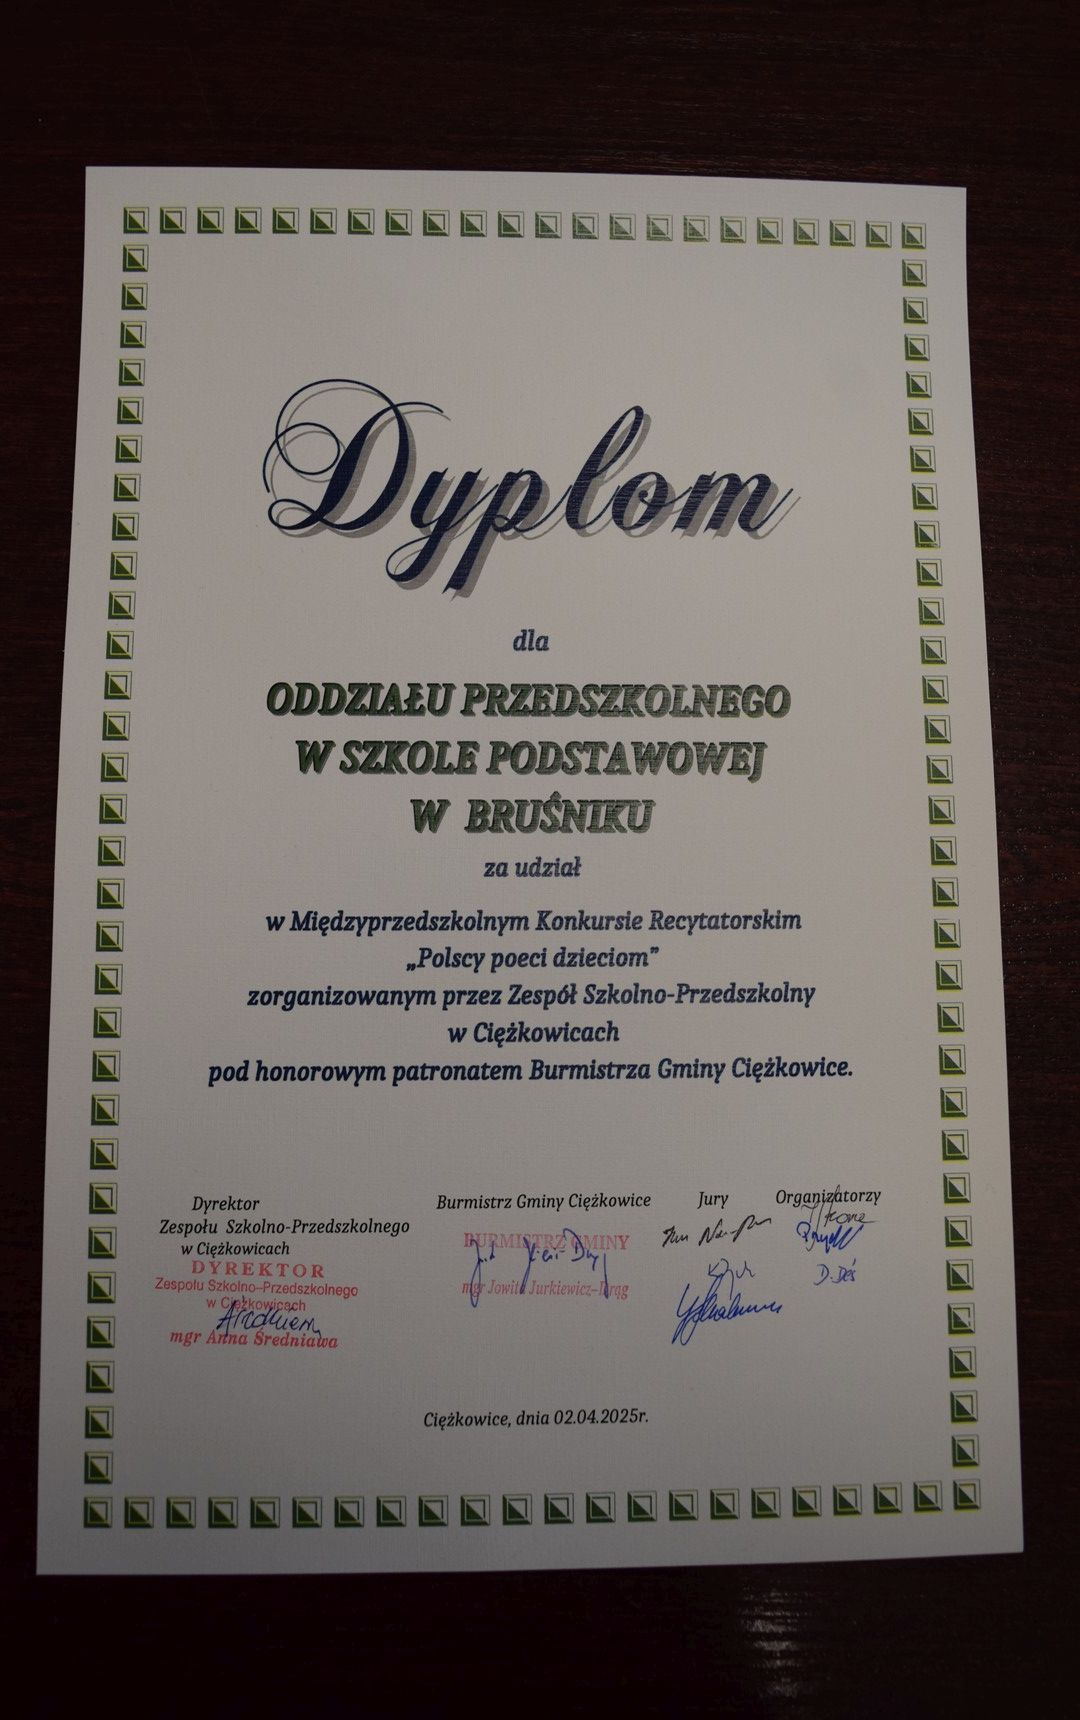 Dyplom
dla
ODDZIAŁU PRZEDSZKOLNEGO
W SZKOLE PODSTAWOWEJ
W BRUŚNIKU
za udział
w Międzyprzedszkolnym Konkursie Recytatorskim
„Polscy poeci dzieciom”
zorganizowanym przez Zespół Szkolno-Przedszkolny
w Ciężkowicach
pod honorowym patronatem Burmistrza Gminy Ciężkowice.
Dyrektor
Zespołu Szkolno-Przedszkolnego
w Ciężkowicach
DYREKTOR
Zespołu Szkolno-Przedszkolnego
w Ciężkowicach
mgr Anna Średniawa
Burmistrz Gminy Ciężkowice
BURMISTRZ GMINY
mgr Jowita Jurkiewicz-Drąg
Jury
Organizatorzy
D. Deś
Ciężkowice, dnia 02.04.2025r.